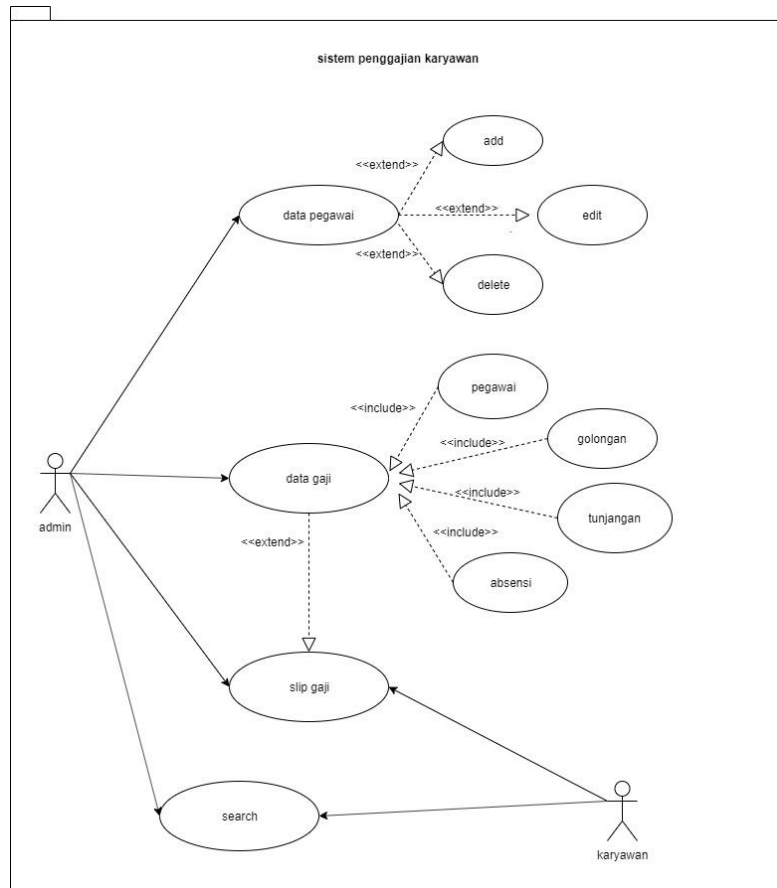 sistem penggajian karyawan
add
<<extend>>
data pegawai
<<extend>>
edit
<<extend>>
delete
pegawai
<<include>>
golongan
<<include>>
data gaji
<<include>>
tunjangan
admin
<<extend>>
<<include>>
absensi
slip gaji
search
karyawan